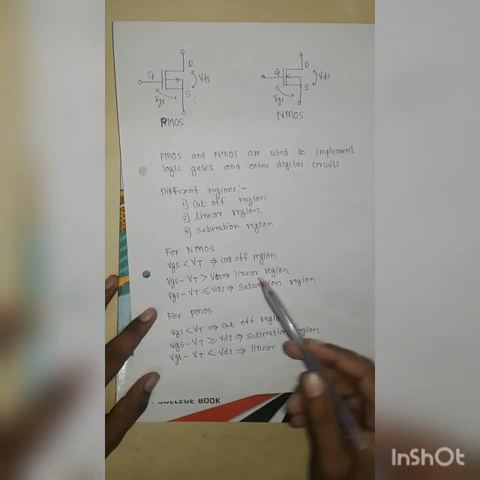 D
G
Vds
Vgs
S
PMOS
D
G
Vds
Vgs
S
NMOS
PMOS and NMOS are used to implement
logic gates and other digital circuits
Different regions:-
1] Cut off region
2] linear region
3] saturation region
For NMOS
Vgs < VT ⇒ cut off region
Vgs - VT > Vds ⇒ linear region
Vgs - VT ≤ Vds ⇒ saturation region
For PMOS
Vgs < VT ⇒ cut off region
Vgs - VT ≥ Vds ⇒ saturation region
Vgs - VT < Vds ⇒ linear
COLLEGE BOOK
InShOt